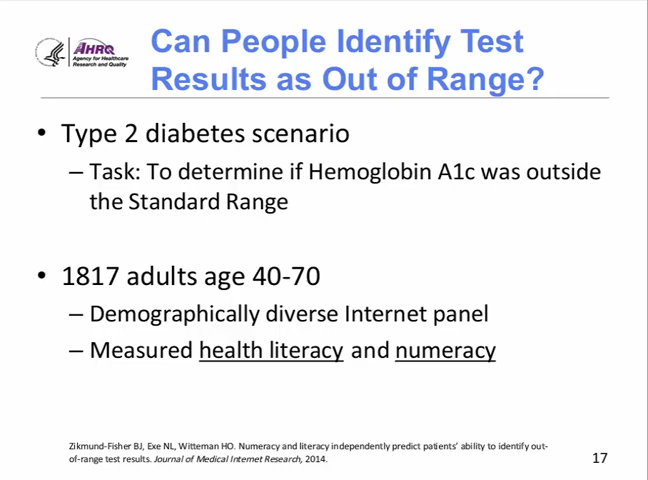 AHRQ
Agency for Healthcare
Research and Quality
Can People Identify Test
Results as Out of Range?
• Type 2 diabetes scenario
– Task: To determine if Hemoglobin A1c was outside
the Standard Range
• 1817 adults age 40-70
– Demographically diverse Internet panel
– Measured health literacy and numeracy
Zikmund-Fisher BJ, Exe NL, Witteman HO. Numeracy and literacy independently predict patients' ability to identify out-
of-range test results. Journal of Medical Internet Research, 2014.
17